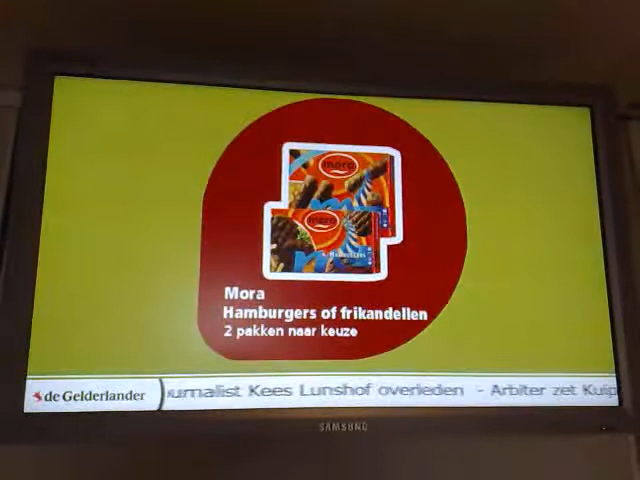 mora
mora
Hamburgers
Mora
Hamburgers of frikandellen
2 pakken naar keuze
de Gelderlander
urnalist Kees Lunshof overleden - Arbiter zet Kuip
SAMSUNG